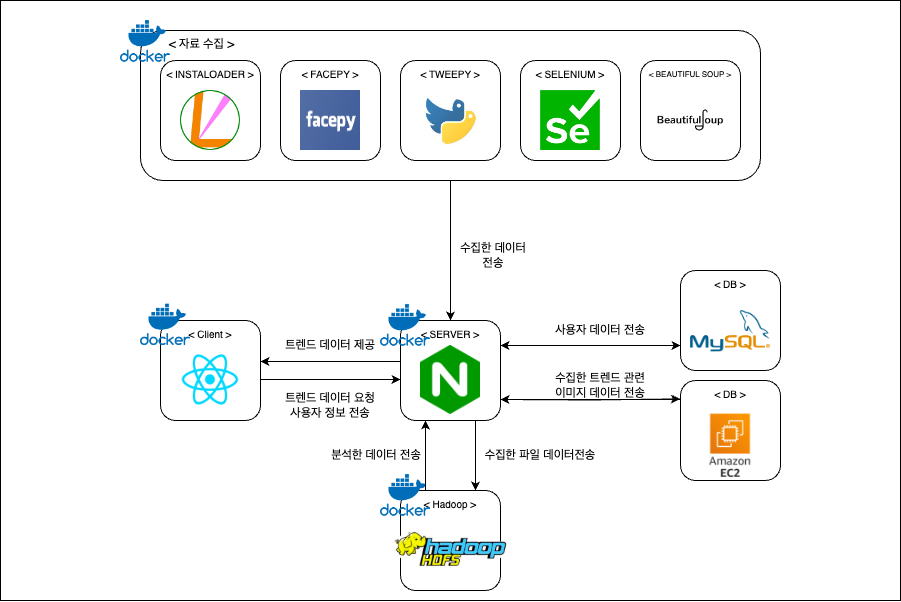 docker
< 자료 수집 >
< INSTALOADER >
< FACEPY >
< TWEEPY >
< SELENIUM >
< BEAUTIFUL SOUP >
facepy
Se
BeautifulSoup
수집한 데이터
전송
docker
< Client >
트렌드 데이터 제공
트렌드 데이터 요청
사용자 정보 전송
docker
< SERVER >
N
사용자 데이터 전송
수집한 트렌드 관련
이미지 데이터 전송
< DB >
MySQL
< DB >
Amazon
EC2
분석한 데이터 전송
수집한 파일 데이터전송
docker
< Hadoop >
hadoop
HDFS